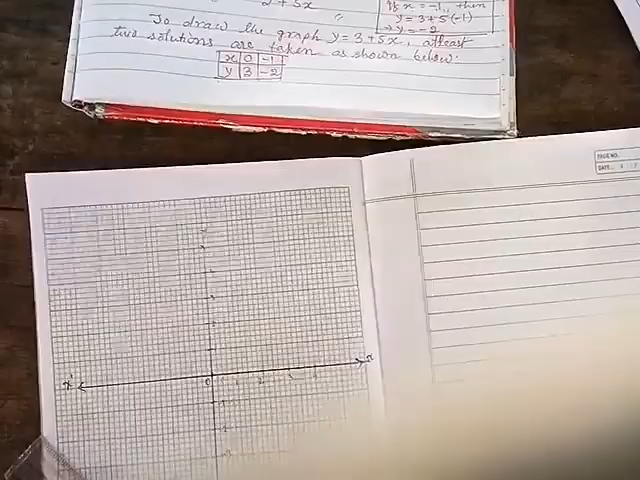 2+5x
If x = -1, then
y = 3+5(-1)
⇒ y = -2
To draw the graph y = 3+5x, atleast
two solutions are taken as shown below.
x 0 -1
y 3 -2
PAGE NO.
DATE
x' 0 1 2 3 4 x